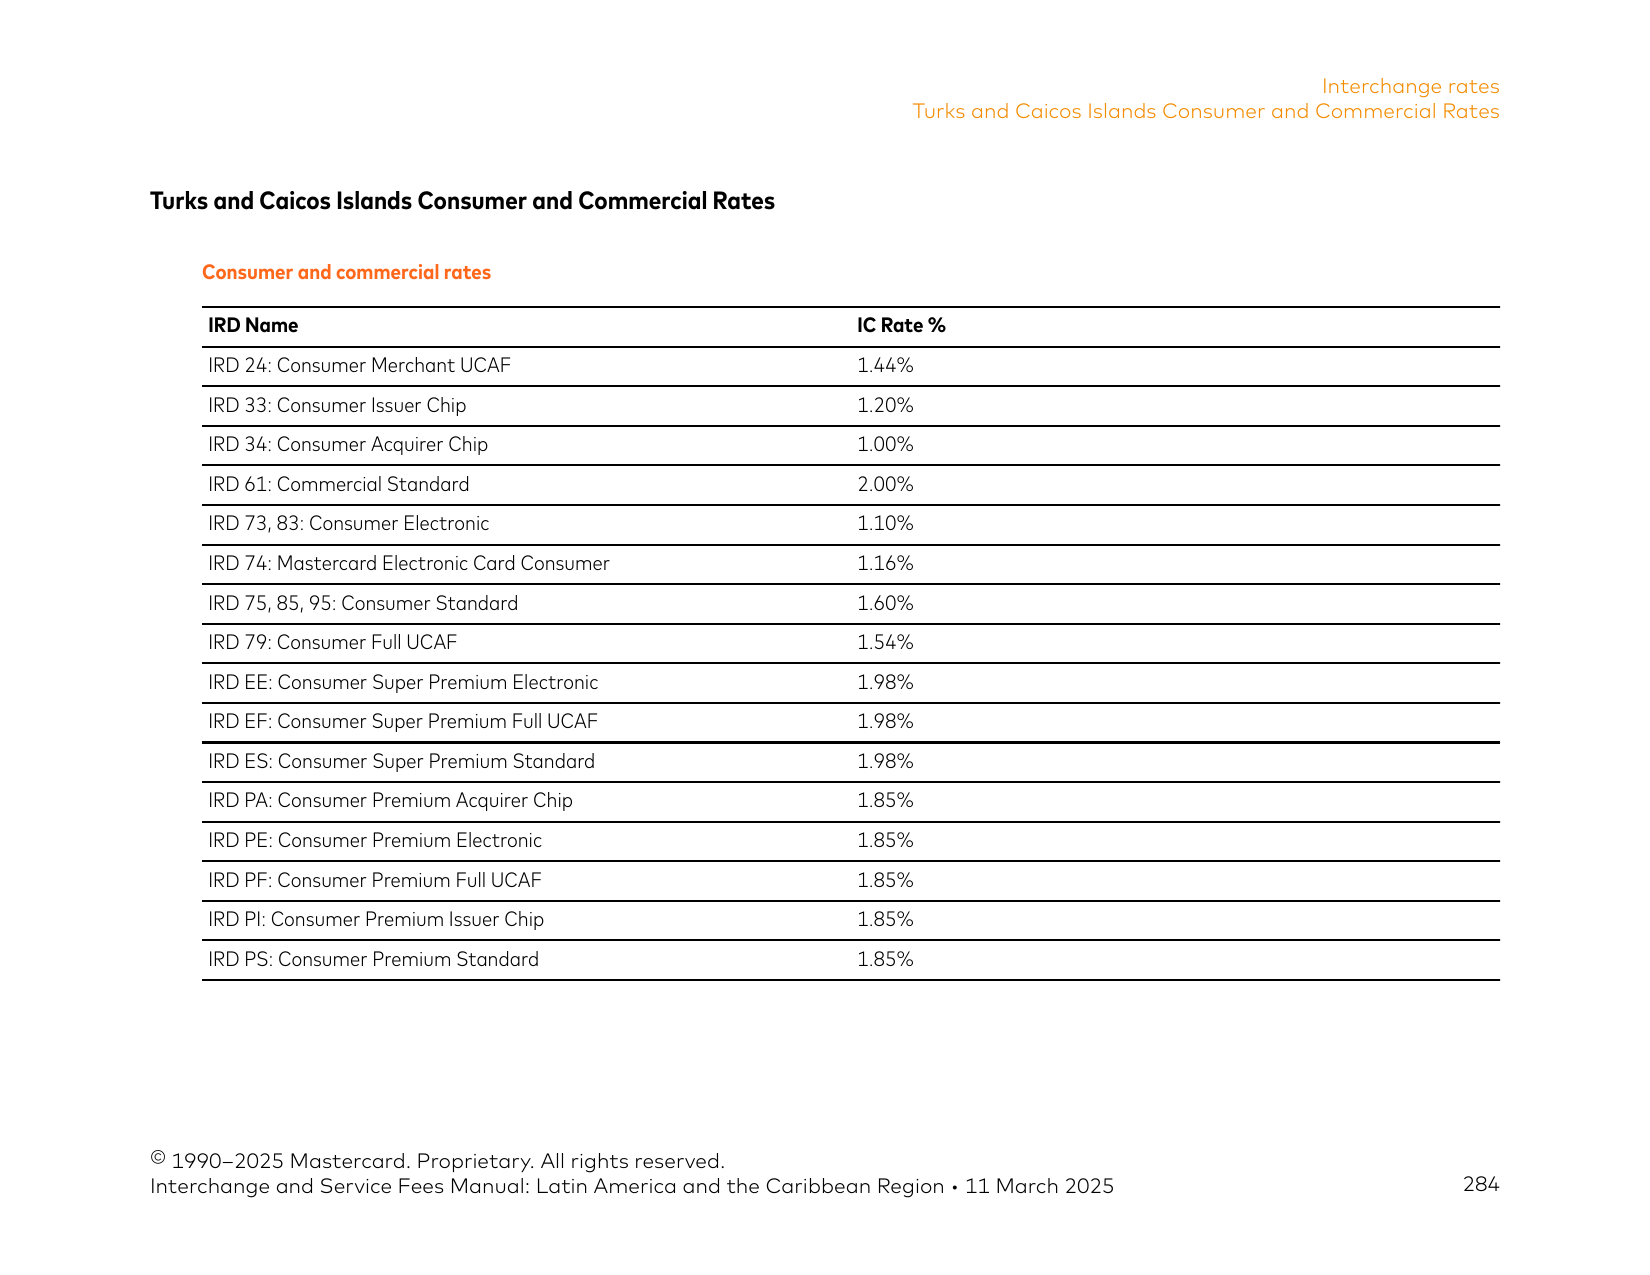 Interchange rates
Turks and Caicos Islands Consumer and Commercial Rates
Turks and Caicos Islands Consumer and Commercial Rates
Consumer and commercial rates
IRD Name IC Rate %
IRD 24: Consumer Merchant UCAF 1.44%
IRD 33: Consumer Issuer Chip 1.20%
IRD 34: Consumer Acquirer Chip 1.00%
IRD 61: Commercial Standard 2.00%
IRD 73, 83: Consumer Electronic 1.10%
IRD 74: Mastercard Electronic Card Consumer 1.16%
IRD 75, 85, 95: Consumer Standard 1.60%
IRD 79: Consumer Full UCAF 1.54%
IRD EE: Consumer Super Premium Electronic 1.98%
IRD EF: Consumer Super Premium Full UCAF 1.98%
IRD ES: Consumer Super Premium Standard 1.98%
IRD PA: Consumer Premium Acquirer Chip 1.85%
IRD PE: Consumer Premium Electronic 1.85%
IRD PF: Consumer Premium Full UCAF 1.85%
IRD PI: Consumer Premium Issuer Chip 1.85%
IRD PS: Consumer Premium Standard 1.85%
© 1990–2025 Mastercard. Proprietary. All rights reserved.
Interchange and Service Fees Manual: Latin America and the Caribbean Region • 11 March 2025 284